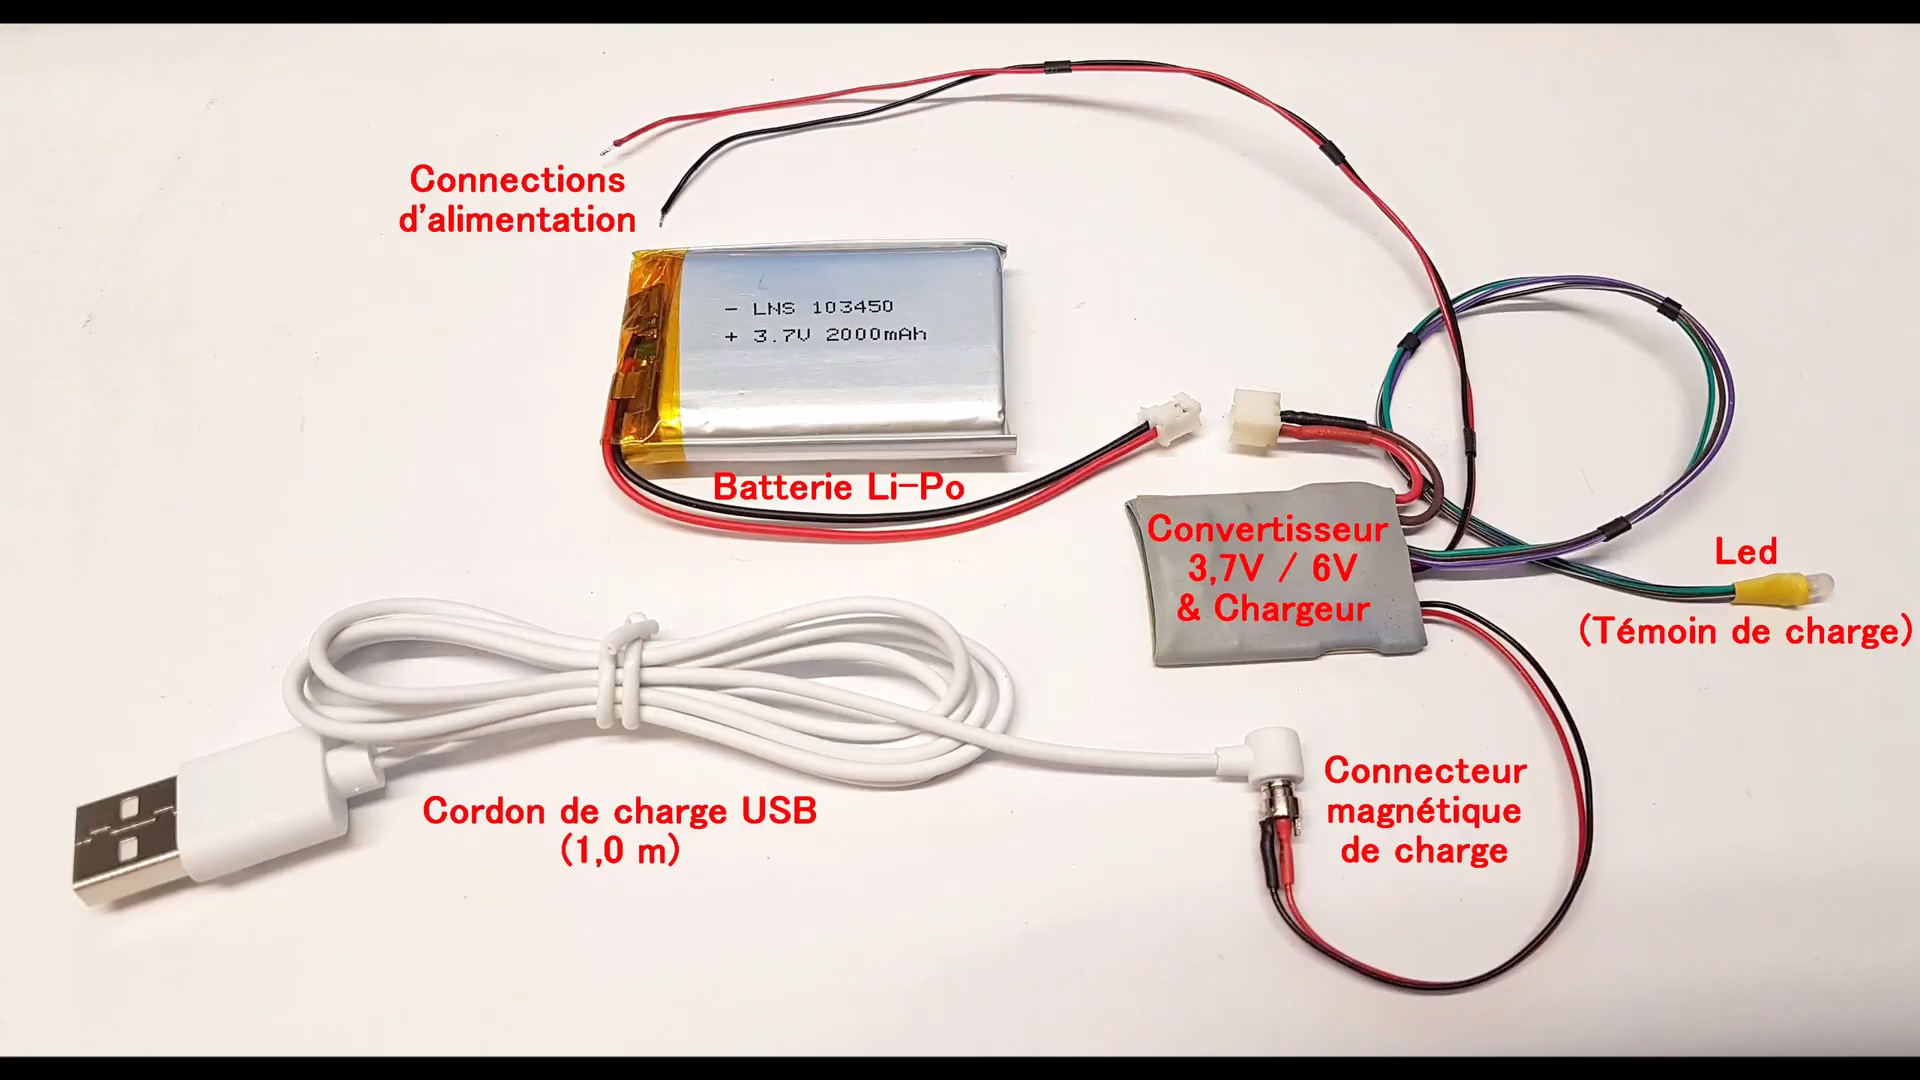 Connections
d'alimentation
- LNS 103450
+ 3.7V 2000mAh
Batterie Li-Po
Convertisseur
3,7V / 6V
& Chargeur
Led
(Témoin de charge)
Cordon de charge USB
(1,0 m)
Connecteur
magnétique
de charge